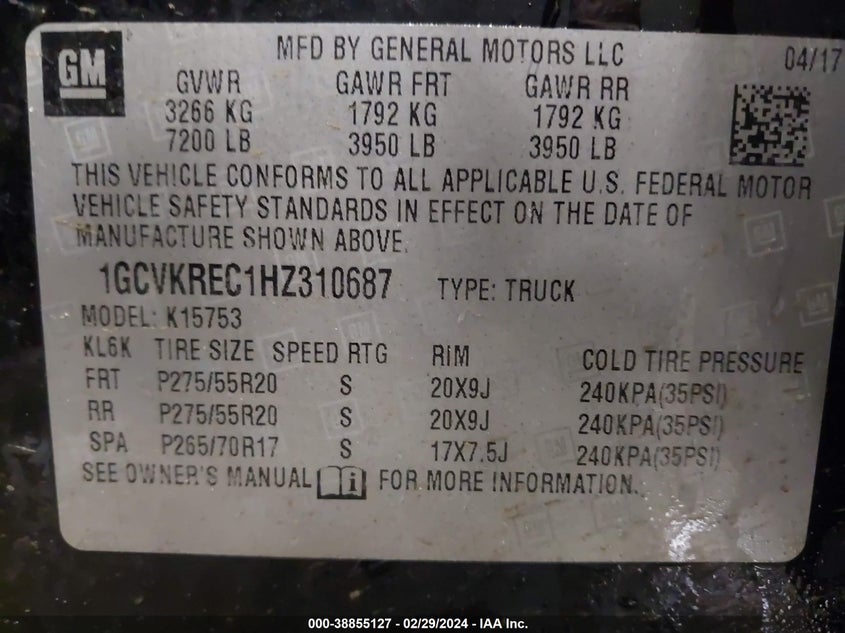 GM
MFD BY GENERAL MOTORS LLC 04/17
GVWR GAWR FRT GAWR RR
3266 KG 1792 KG 1792 KG
7200 LB 3950 LB 3950 LB
THIS VEHICLE CONFORMS TO ALL APPLICABLE U.S. FEDERAL MOTOR
VEHICLE SAFETY STANDARDS IN EFFECT ON THE DATE OF
MANUFACTURE SHOWN ABOVE.
1GCVKREC1HZ310687 TYPE: TRUCK
MODEL: K15753
KL6K TIRE SIZE SPEED RTG RIM COLD TIRE PRESSURE
FRT P275/55R20 S 20X9J 240KPA(35PSI)
RR P275/55R20 S 20X9J 240KPA(35PSI)
SPA P265/70R17 S 17X7.5J 240KPA(35PSI)
SEE OWNER'S MANUAL i FOR MORE INFORMATION.
000-38855127 - 02/29/2024 - IAA Inc.